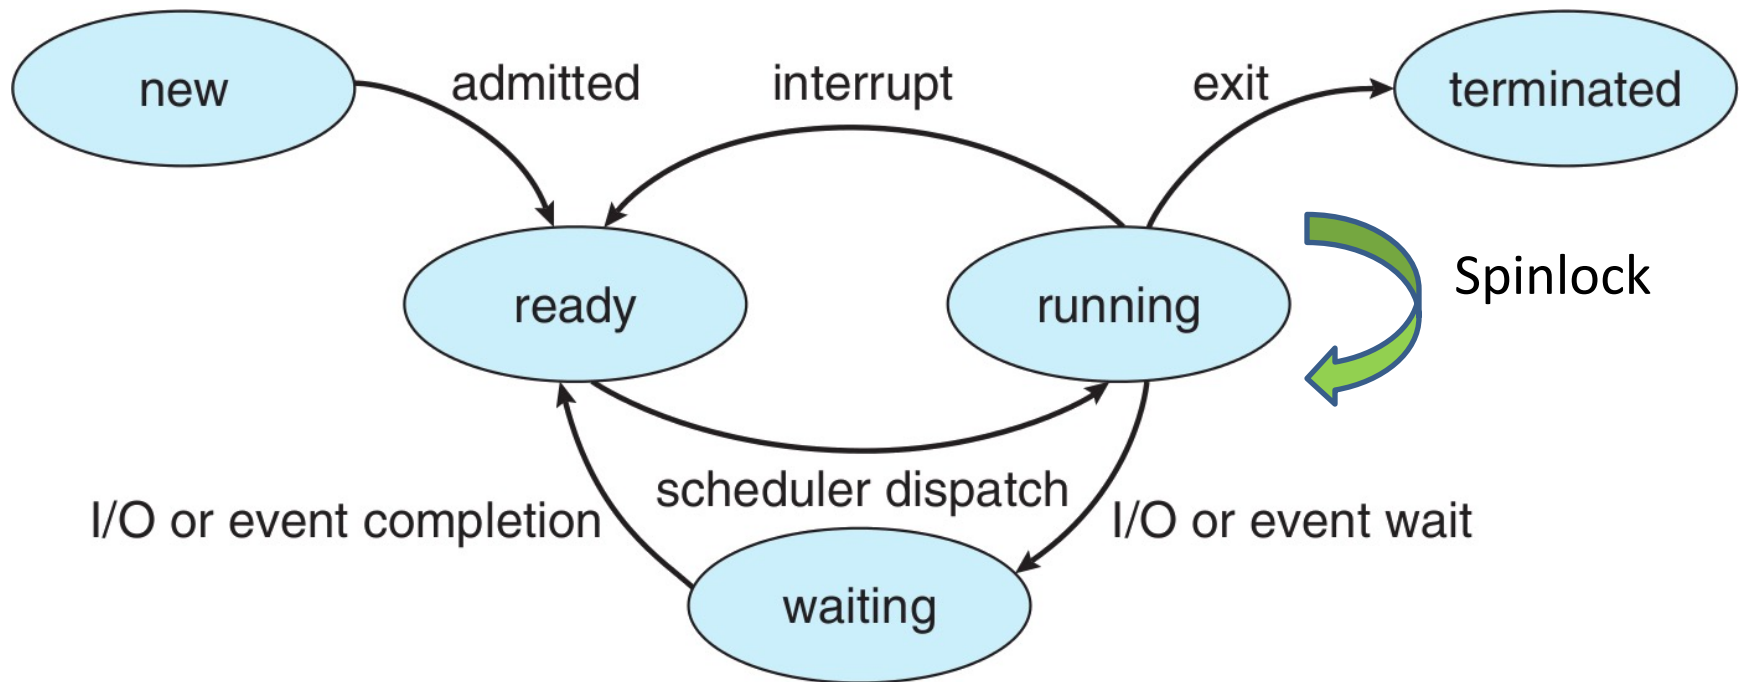 new
admitted
interrupt
exit
terminated
ready
running
Spinlock
scheduler dispatch
I/O or event completion
I/O or event wait
waiting